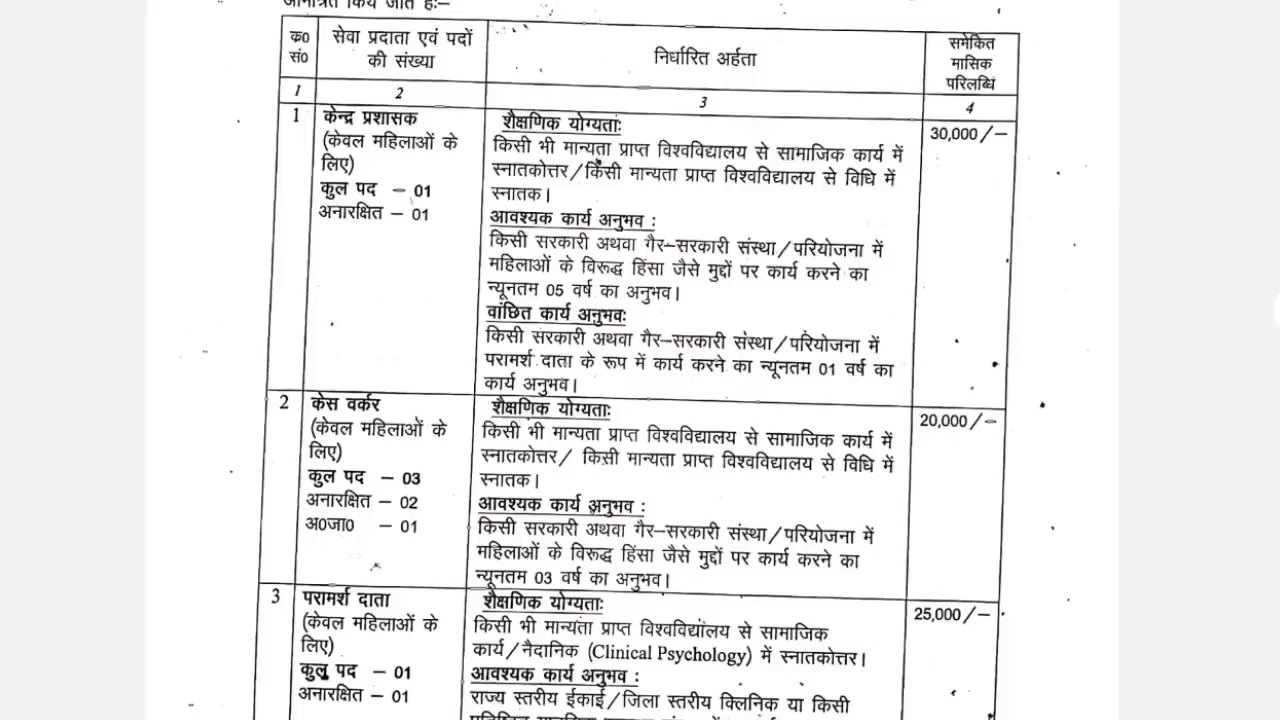 आमंत्रित किये जाते हैः–
क0 सं0
सेवा प्रदाता एवं पदों की संख्या
निर्धारित अर्हता
समेकित मासिक परिलब्धि
1
2
3
4
1
केन्द्र प्रशासक
(केवल महिलाओं के
लिए)
कुल पद – 01
अनारक्षित – 01
शैक्षणिक योग्यताः
किसी भी मान्यता प्राप्त विश्वविद्यालय से सामाजिक कार्य में
स्नातकोत्तर/किसी मान्यता प्राप्त विश्वविद्यालय से विधि में
स्नातक।
आवश्यक कार्य अनुभव :
किसी सरकारी अथवा गैर–सरकारी संस्था/परियोजना में
महिलाओं के विरूद्ध हिंसा जैसे मुद्दों पर कार्य करने का
न्यूनतम 05 वर्ष का अनुभव।
वांछित कार्य अनुभवः
किसी सरकारी अथवा गैर–सरकारी संस्था/परियोजना में
परामर्श दाता के रूप में कार्य करने का न्यूनतम 01 वर्ष का
कार्य अनुभव।
30,000/–
2
केस वर्कर
(केवल महिलाओं के
लिए)
कुल पद – 03
अनारक्षित – 02
अ0जा0 – 01
शैक्षणिक योग्यताः
किसी भी मान्यता प्राप्त विश्वविद्यालय से सामाजिक कार्य में
स्नातकोत्तर/ किसी मान्यता प्राप्त विश्वविद्यालय से विधि में
स्नातक।
आवश्यक कार्य अनुभव :
किसी सरकारी अथवा गैर–सरकारी संस्था/परियोजना में
महिलाओं के विरूद्ध हिंसा जैसे मुद्दों पर कार्य करने का
न्यूनतम 03 वर्ष का अनुभव।
20,000/–
3
परामर्श दाता
(केवल महिलाओं के
लिए)
कुल पद – 01
अनारक्षित – 01
शैक्षणिक योग्यताः
किसी भी मान्यता प्राप्त विश्वविद्यालय से सामाजिक
कार्य/नैदानिक (Clinical Psychology) में स्नातकोत्तर।
आवश्यक कार्य अनुभव :
राज्य स्तरीय ईकाई/जिला स्तरीय क्लिनिक या किसी
25,000/–